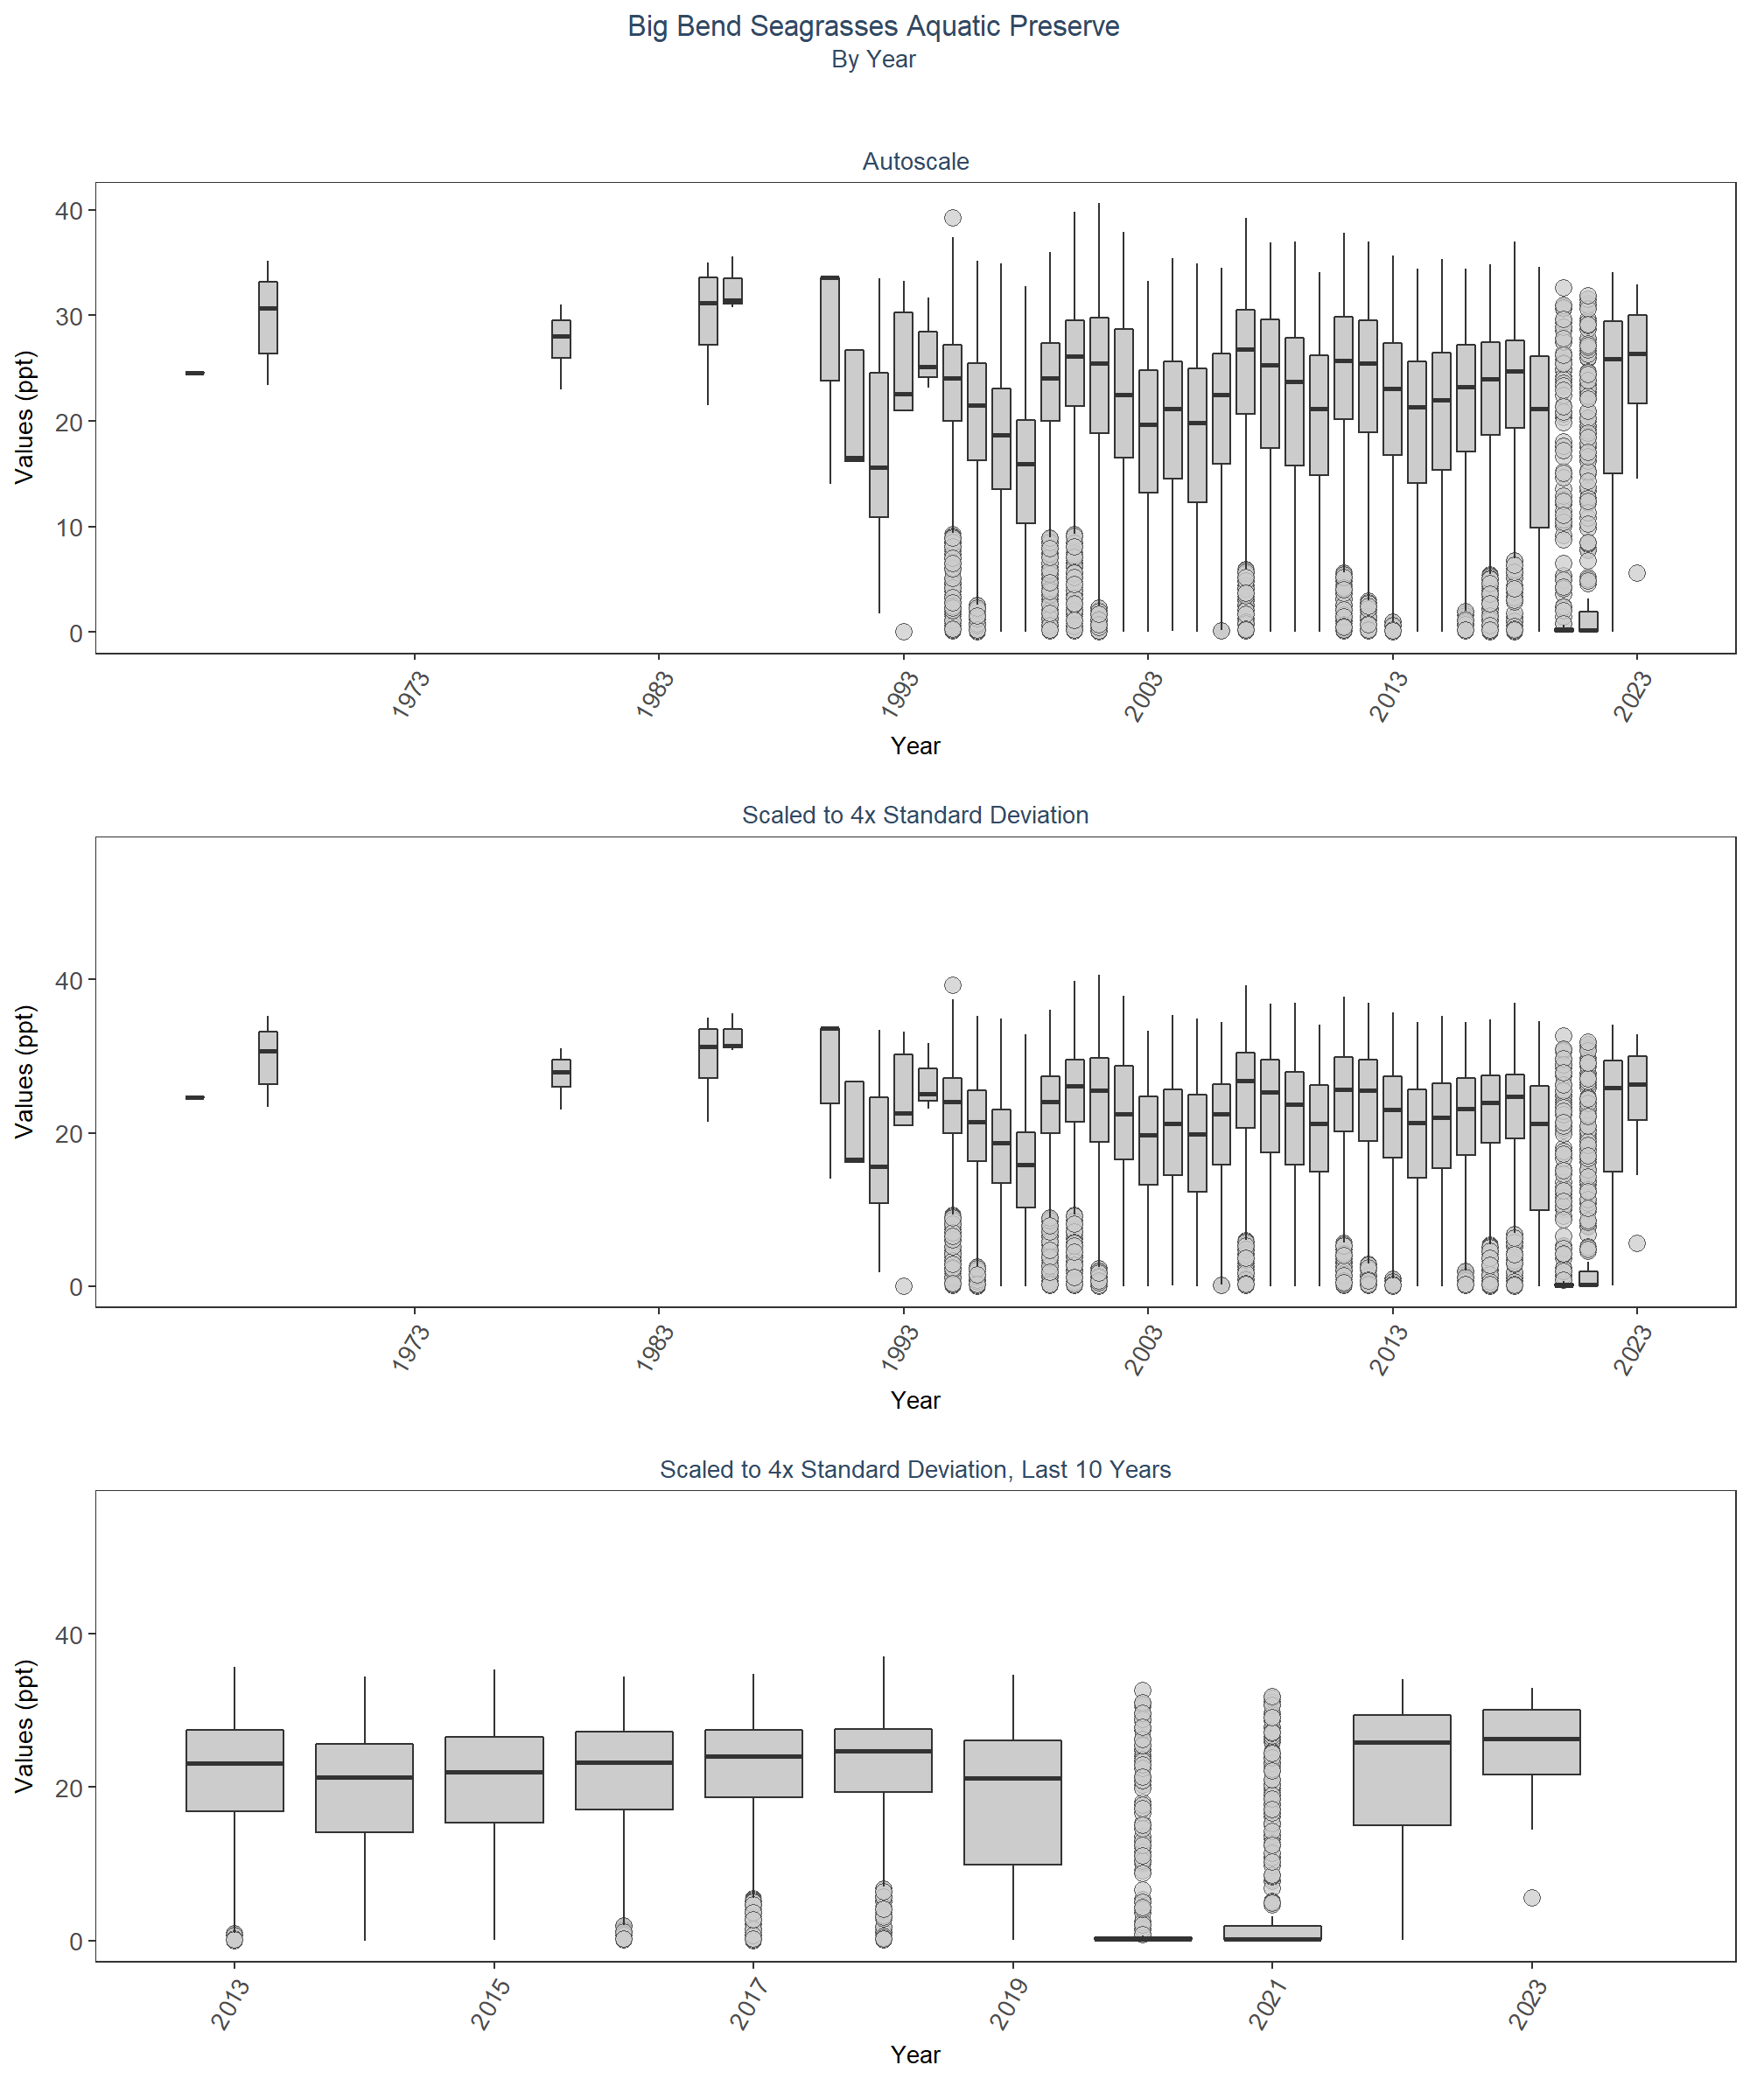 Big Bend Seagrasses Aquatic Preserve
By Year
Autoscale
Values (ppt)
40
30
20
10
0
1973
1983
1993
2003
2013
2023
Year
Scaled to 4x Standard Deviation
Values (ppt)
40
20
0
1973
1983
1993
2003
2013
2023
Year
Scaled to 4x Standard Deviation, Last 10 Years
Values (ppt)
40
20
0
2013
2015
2017
2019
2021
2023
Year